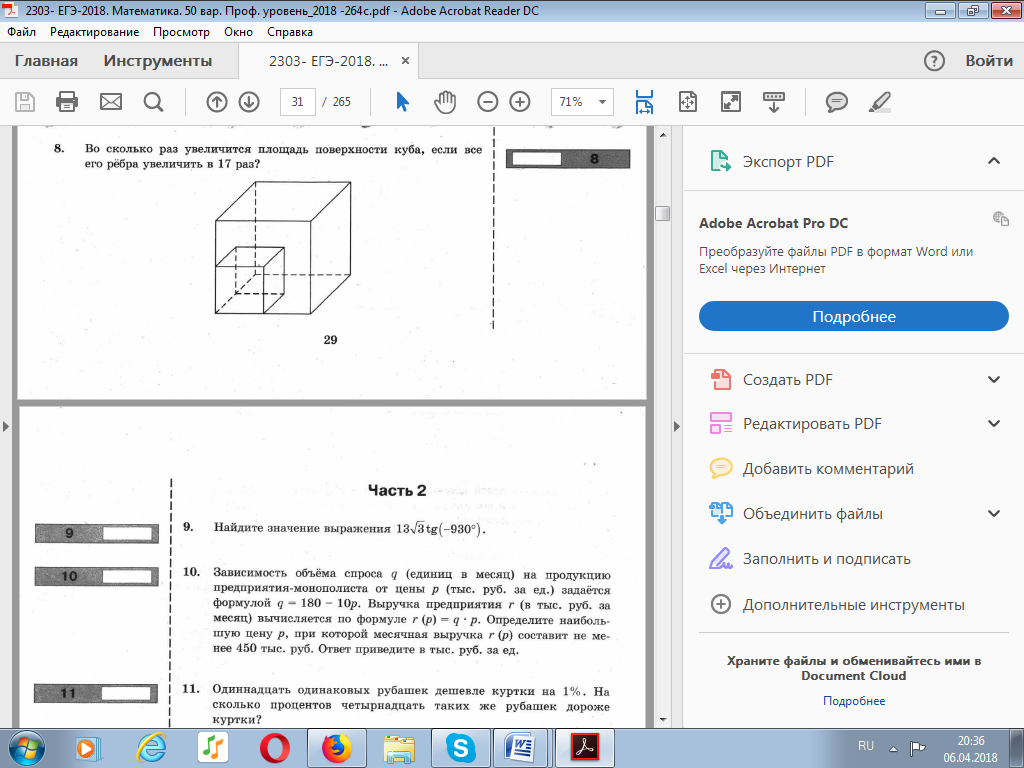 2303- ЕГЭ-2018. Математика. 50 вар. Проф. уровень_2018 -264с.pdf - Adobe Acrobat Reader DC
Файл Редактирование Просмотр Окно Справка
Главная Инструменты 2303- ЕГЭ-2018. ... × ? Войти
31 / 265 71%
8. Во сколько раз увеличится площадь поверхности куба, если все
его рёбра увеличить в 17 раз?
8
29
Часть 2
9
9. Найдите значение выражения 13√3 tg(−930°).
10
10. Зависимость объёма спроса q (единиц в месяц) на продукцию
предприятия-монополиста от цены p (тыс. руб. за ед.) задаётся
формулой q = 180 − 10p. Выручка предприятия r (в тыс. руб. за
месяц) вычисляется по формуле r (p) = q · p. Определите наиболь-
шую цену p, при которой месячная выручка r (p) составит не ме-
нее 450 тыс. руб. Ответ приведите в тыс. руб. за ед.
11
11. Одиннадцать одинаковых рубашек дешевле куртки на 1%. На
сколько процентов четырнадцать таких же рубашек дороже
куртки?
Экспорт PDF
Adobe Acrobat Pro DC
Преобразуйте файлы PDF в формат Word или
Excel через Интернет
Подробнее
Создать PDF
Редактировать PDF
Добавить комментарий
Объединить файлы
Заполнить и подписать
Дополнительные инструменты
Храните файлы и обменивайтесь ими в
Document Cloud
Подробнее
RU
20:36
06.04.2018